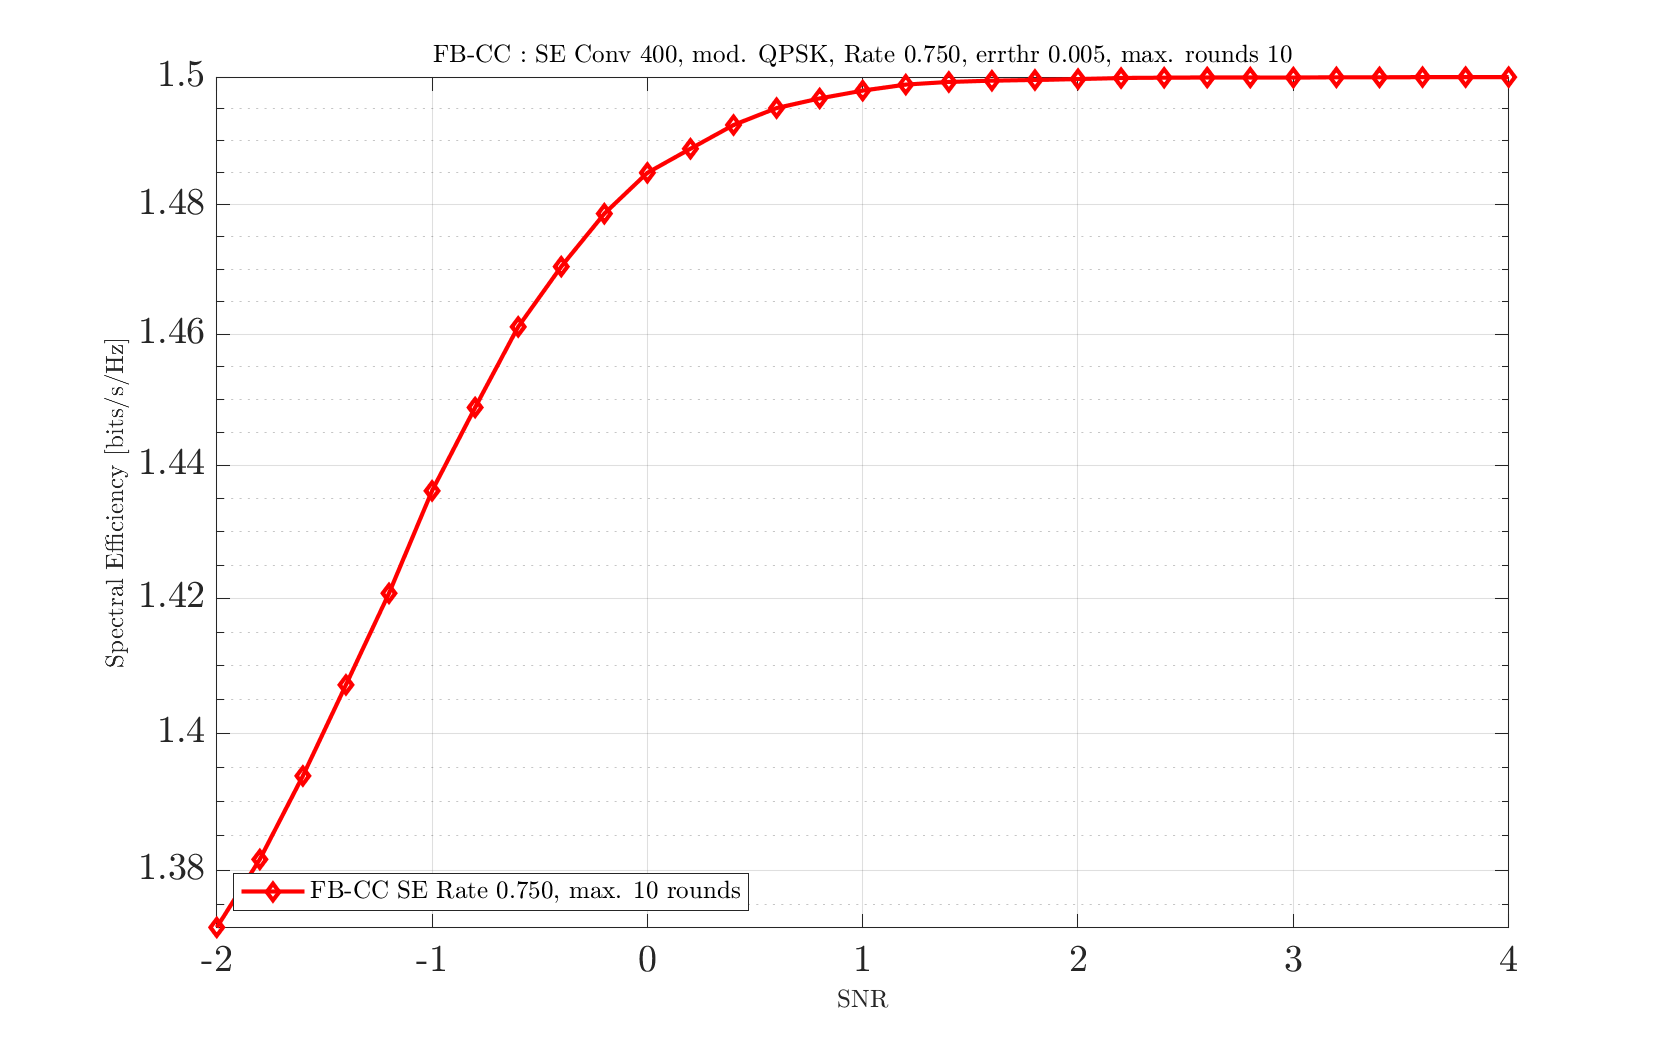 FB-CC : SE Conv 400, mod. QPSK, Rate 0.750, errthr 0.005, max. rounds 10
1.5
1.48
1.46
1.44
1.42
1.4
1.38
Spectral Efficiency [bits/s/Hz]
FB-CC SE Rate 0.750, max. 10 rounds
-2 -1 0 1 2 3 4
SNR